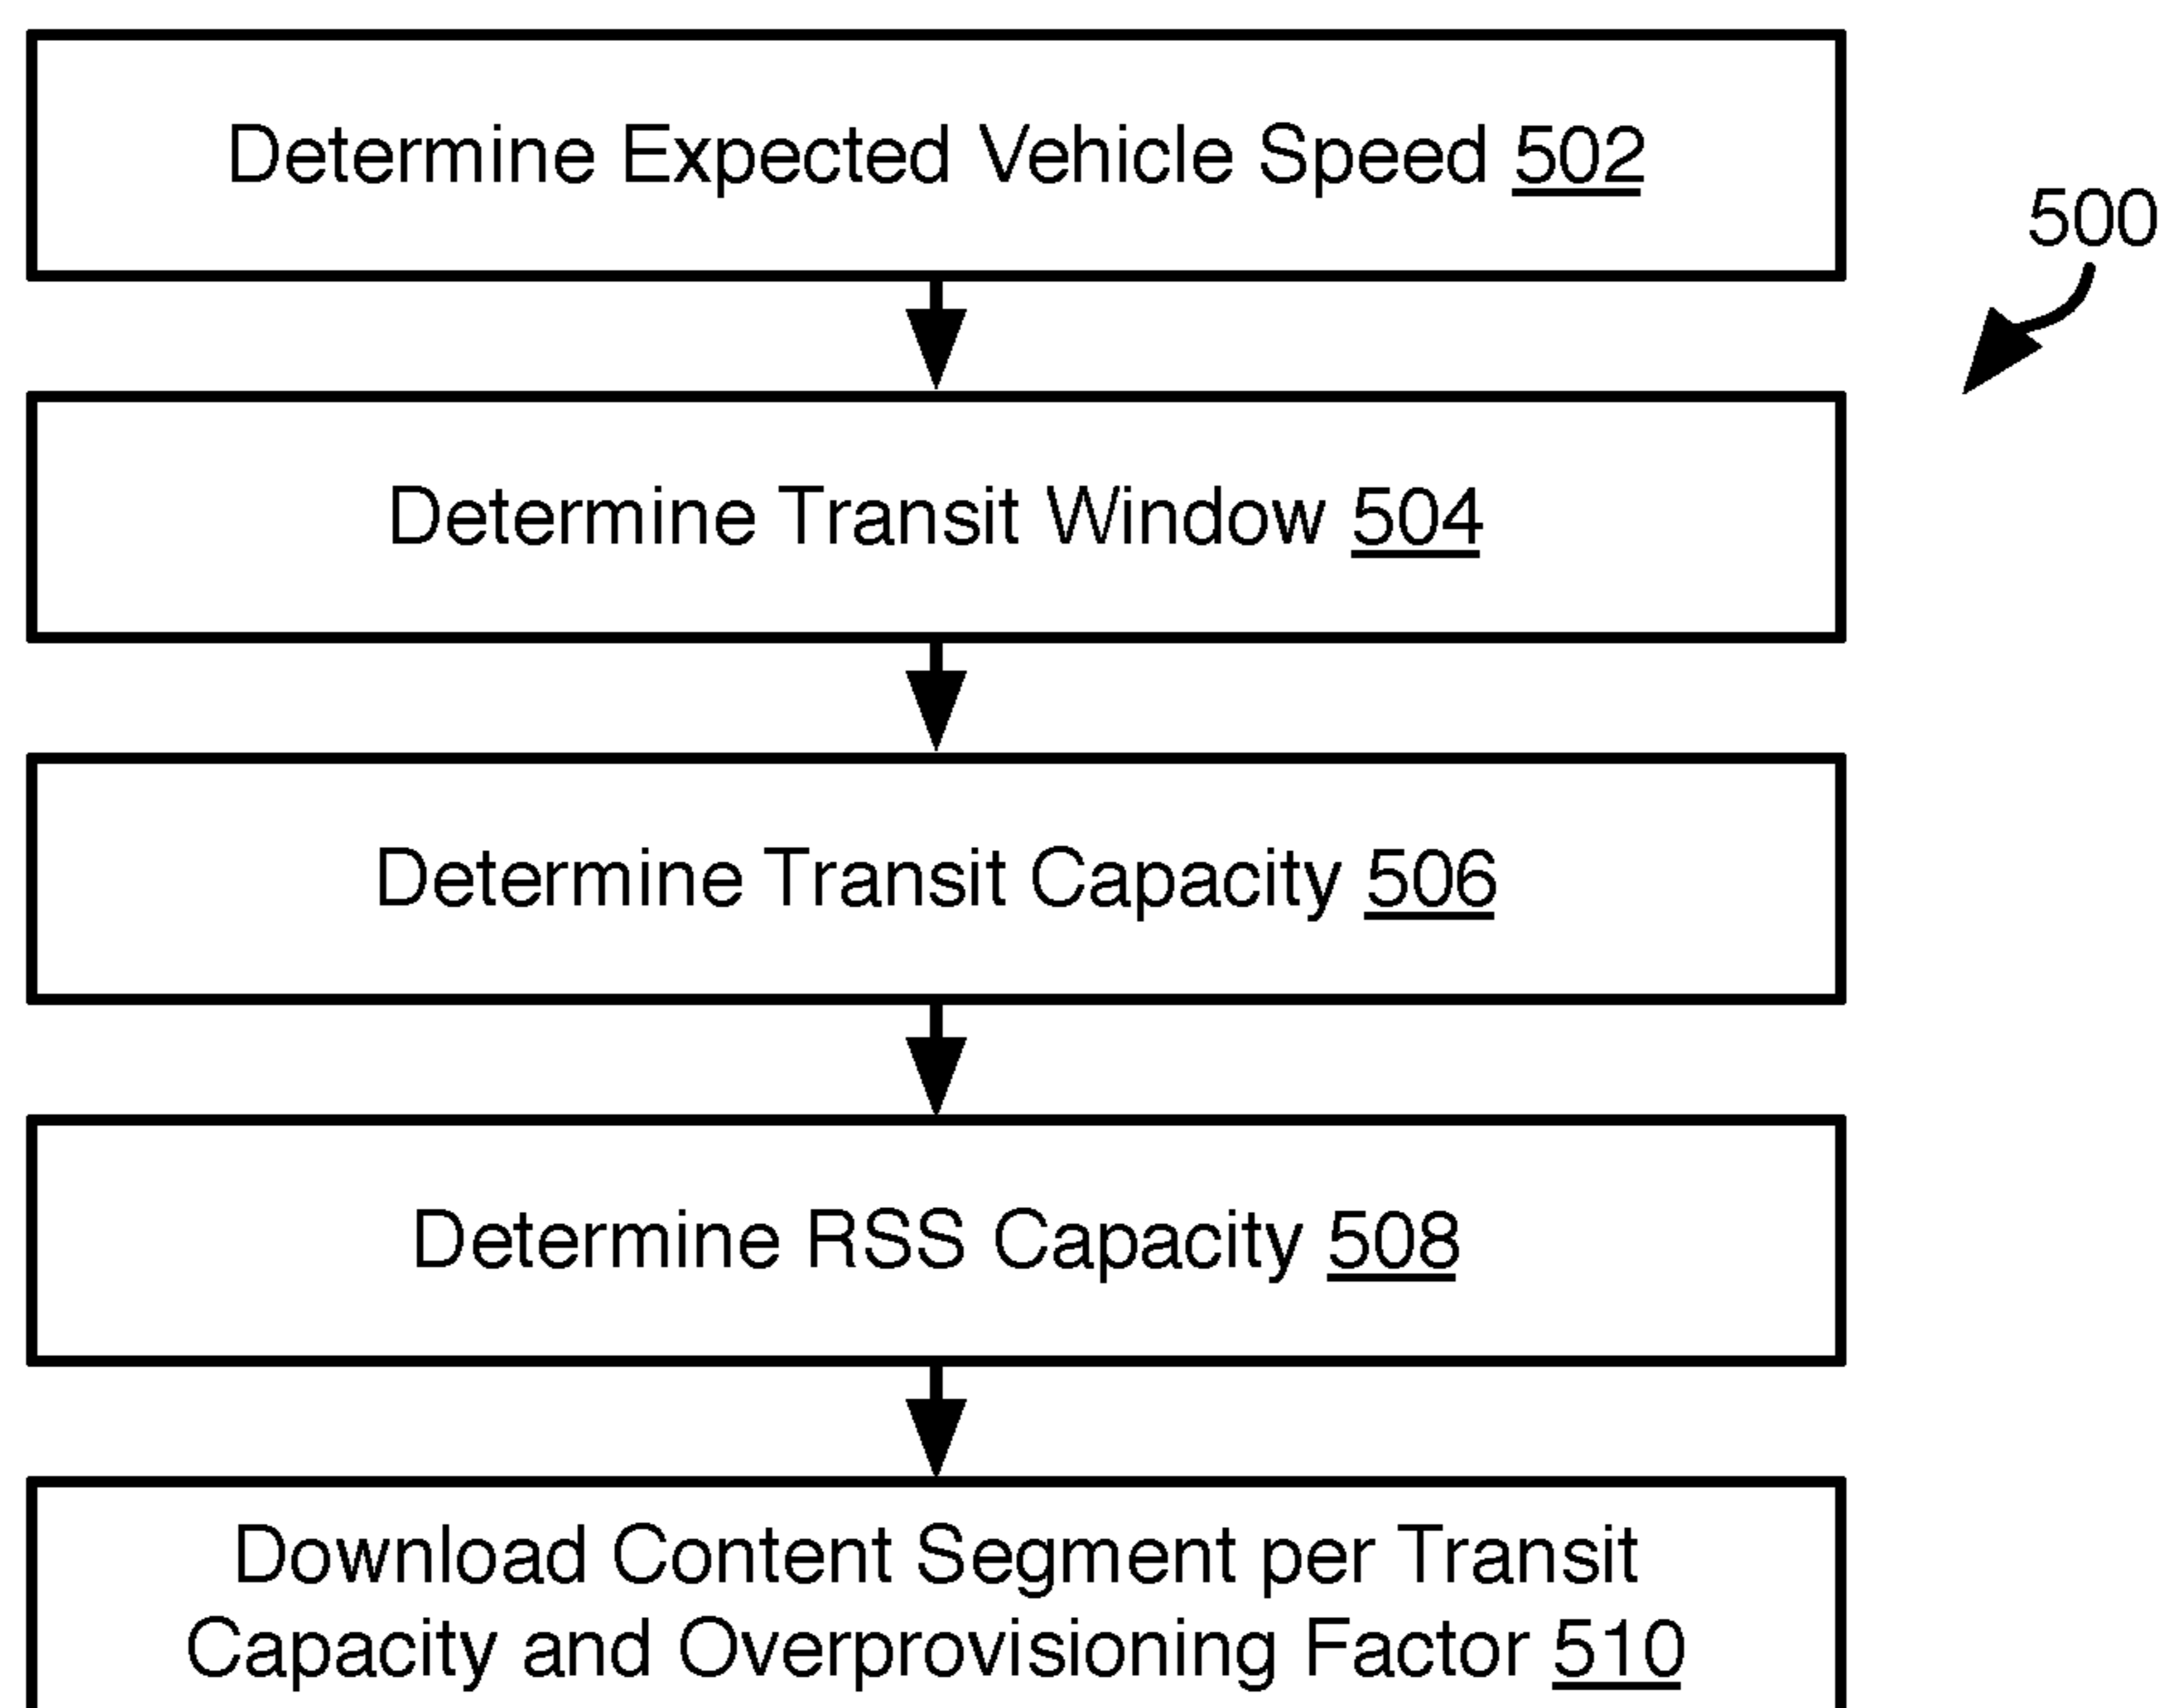 Determine Expected Vehicle Speed 502
500
Determine Transit Window 504
Determine Transit Capacity 506
Determine RSS Capacity 508
Download Content Segment per Transit
Capacity and Overprovisioning Factor 510